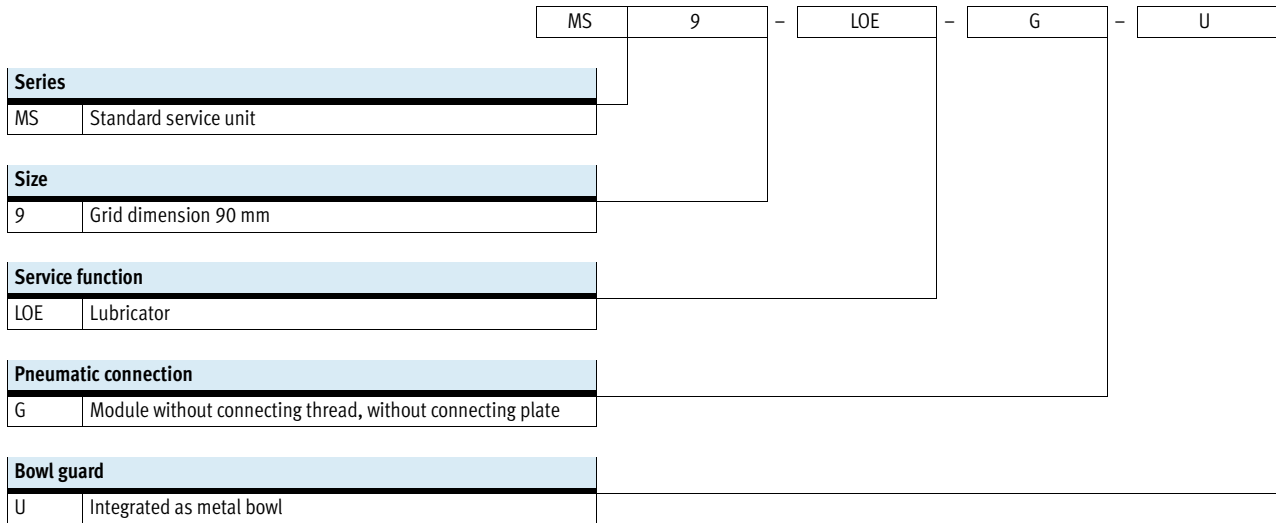 MS 9 – LOE – G – U
Series
MS Standard service unit
Size
9 Grid dimension 90 mm
Service function
LOE Lubricator
Pneumatic connection
G Module without connecting thread, without connecting plate
Bowl guard
U Integrated as metal bowl